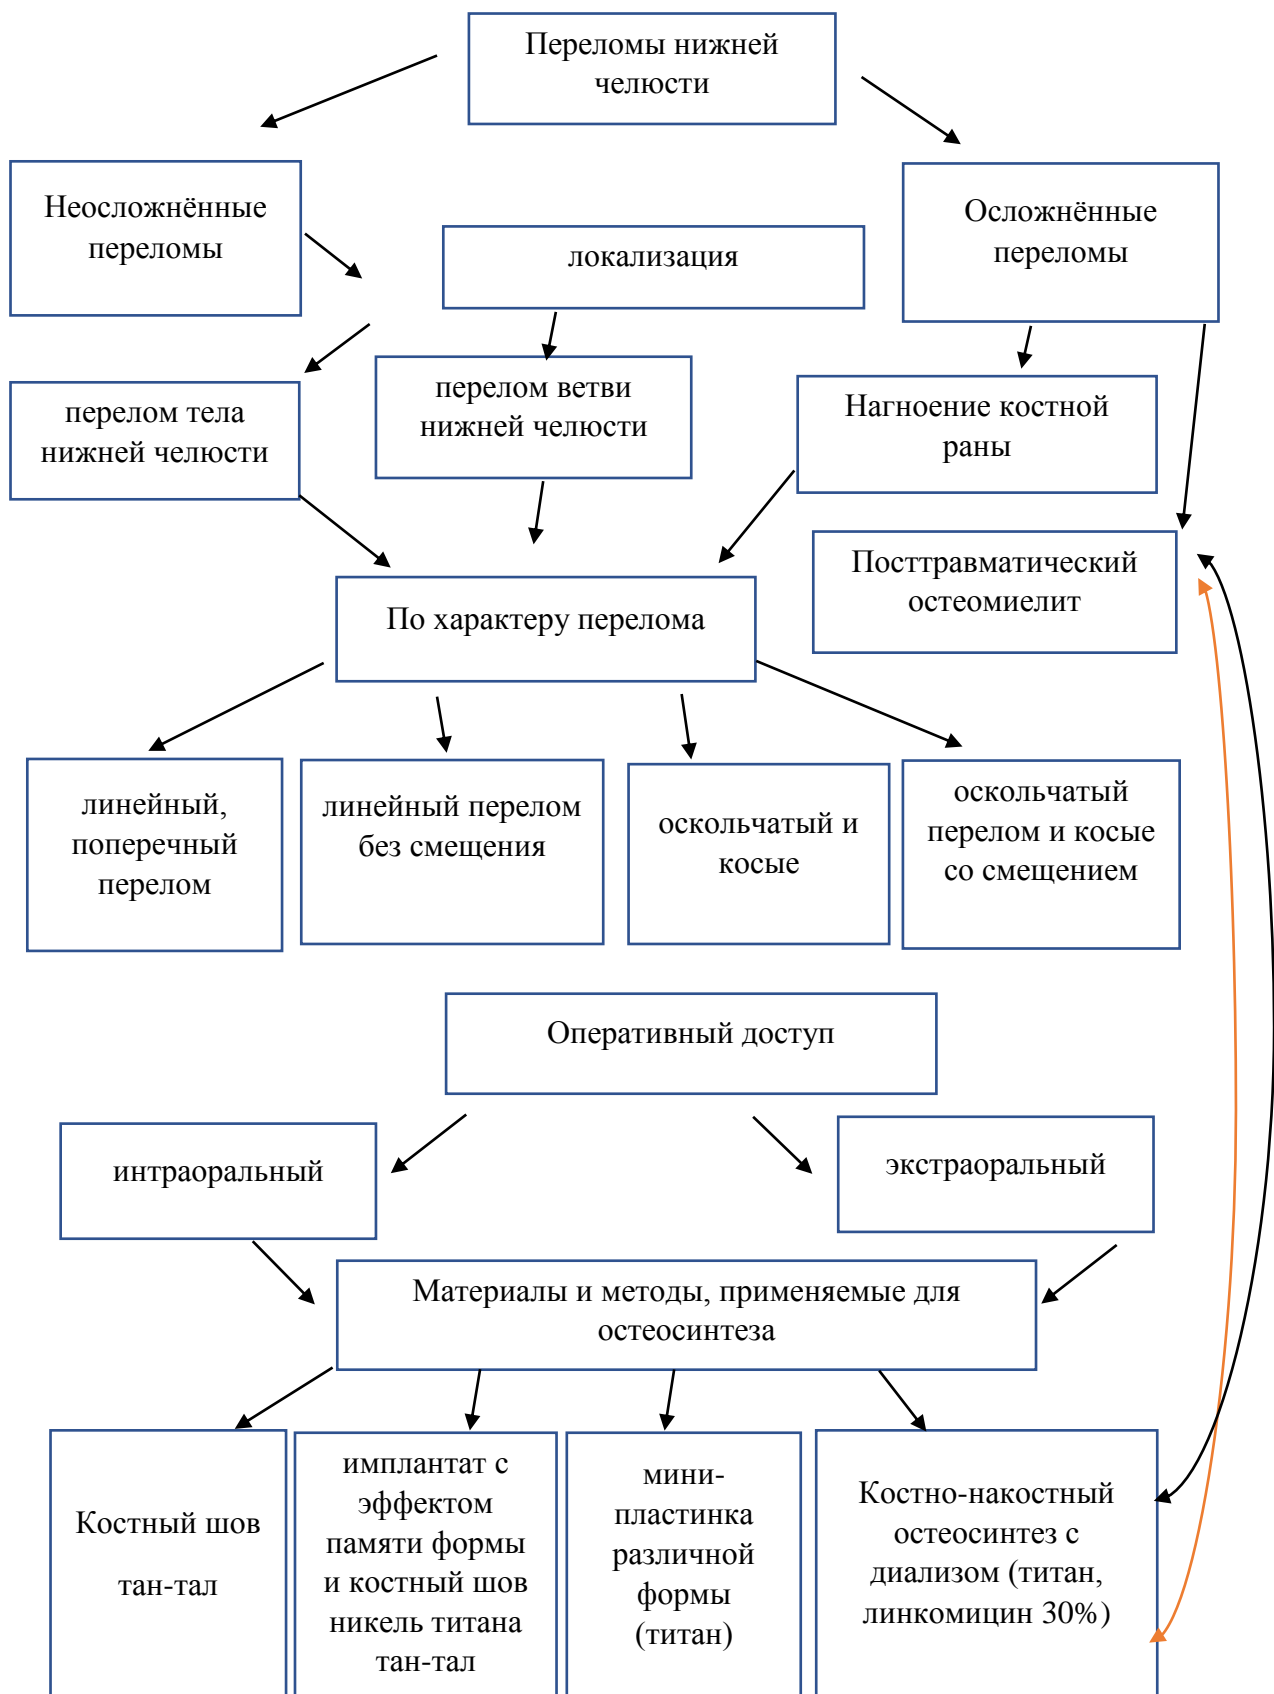 Переломы нижней
челюсти
Неосложнённые
переломы
локализация
Осложнённые
переломы
перелом тела
нижней челюсти
перелом ветви
нижней челюсти
Нагноение костной
раны
Посттравматический
остеомиелит
По характеру перелома
линейный,
поперечный
перелом
линейный перелом
без смещения
оскольчатый и
косые
оскольчатый
перелом и косые
со смещением
Оперативный доступ
интраоральный
экстраоральный
Материалы и методы, применяемые для
остеосинтеза
Костный шов
тан-тал
имплантат с
эффектом
памяти формы
и костный шов
никель титана
тан-тал
мини-
пластинка
различной
формы
(титан)
Костно-накостный
остеосинтез с
диализом (титан,
линкомицин 30%)